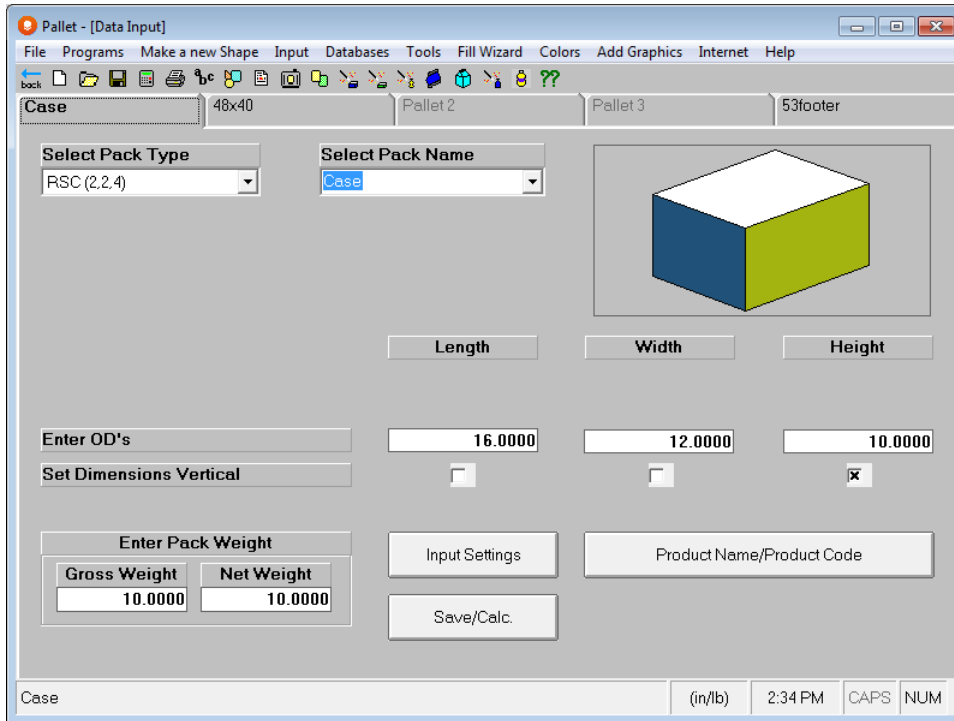 Pallet - [Data Input]
File Programs Make a new Shape Input Databases Tools Fill Wizard Colors Add Graphics Internet Help
back abc ??
Case 48x40 Pallet 2 Pallet 3 53footer
Select Pack Type Select Pack Name
RSC (2,2,4) Case
Length Width Height
Enter OD's 16.0000 12.0000 10.0000
Set Dimensions Vertical
Enter Pack Weight
Input Settings Product Name/Product Code
Gross Weight Net Weight
10.0000 10.0000
Save/Calc.
Case (in/lb) 2:34 PM CAPS NUM